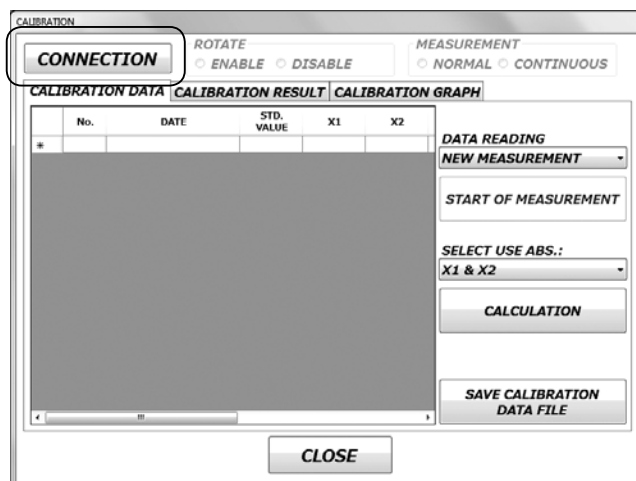 CALIBRATION
CONNECTION
ROTATE
ENABLE DISABLE
MEASUREMENT
NORMAL CONTINUOUS
CALIBRATION DATA CALIBRATION RESULT CALIBRATION GRAPH
No. DATE STD. VALUE X1 X2
*
DATA READING
NEW MEASUREMENT
START OF MEASUREMENT
SELECT USE ABS.:
X1 & X2
CALCULATION
SAVE CALIBRATION
DATA FILE
CLOSE